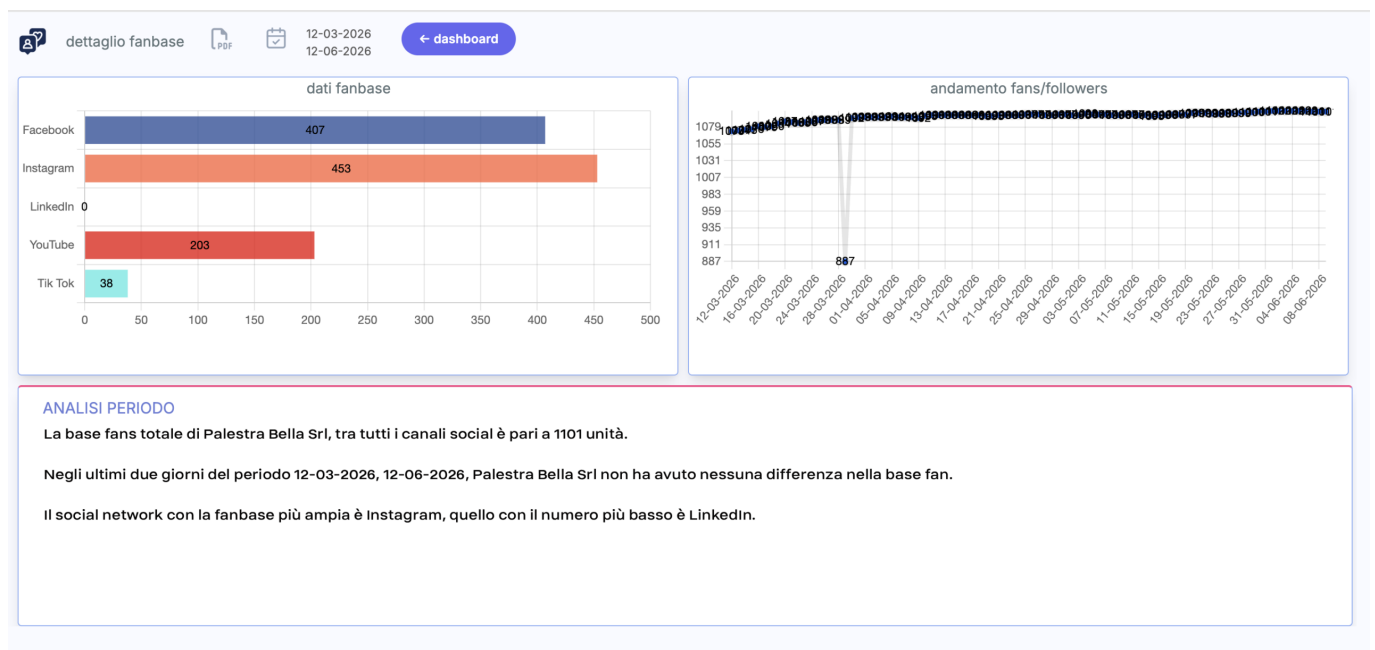 dettaglio fanbase
PDF
12-03-2026
12-06-2026
← dashboard
dati fanbase
Facebook
407
Instagram
453
LinkedIn
0
YouTube
203
Tik Tok
38
0 50 100 150 200 250 300 350 400 450 500
andamento fans/followers
1079
1055
1031
1007
983
959
935
911
887
887
12-03-2026 16-03-2026 20-03-2026 24-03-2026 28-03-2026 01-04-2026 05-04-2026 09-04-2026 13-04-2026 17-04-2026 21-04-2026 25-04-2026 29-04-2026 03-05-2026 07-05-2026 11-05-2026 15-05-2026 19-05-2026 23-05-2026 27-05-2026 31-05-2026 04-06-2026 08-06-2026
ANALISI PERIODO
La base fans totale di Palestra Bella Srl, tra tutti i canali social è pari a 1101 unità.
Negli ultimi due giorni del periodo 12-03-2026, 12-06-2026, Palestra Bella Srl non ha avuto nessuna differenza nella base fan.
Il social network con la fanbase più ampia è Instagram, quello con il numero più basso è LinkedIn.